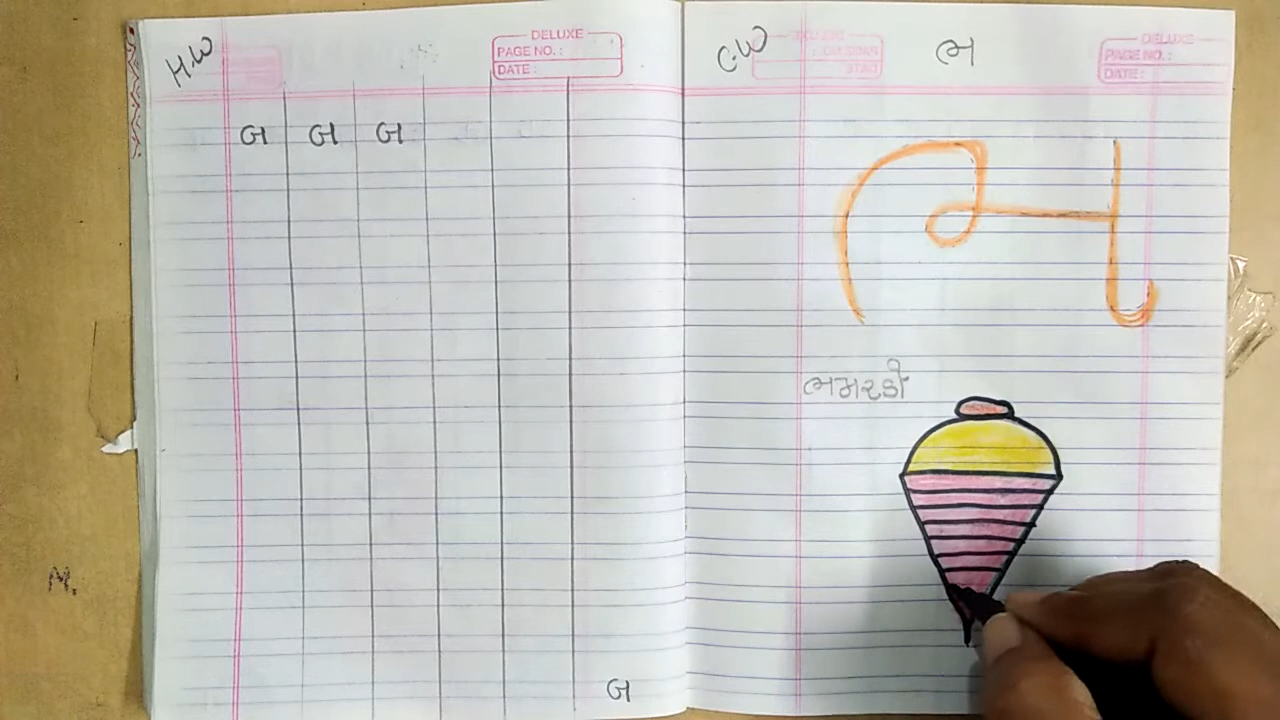 H.W
DELUXE
PAGE NO. :
DATE :
બ બ બ
બ
C.W
ભ
DELUXE
PAGE NO. :
DATE :
ભ
ભમરડો
M.